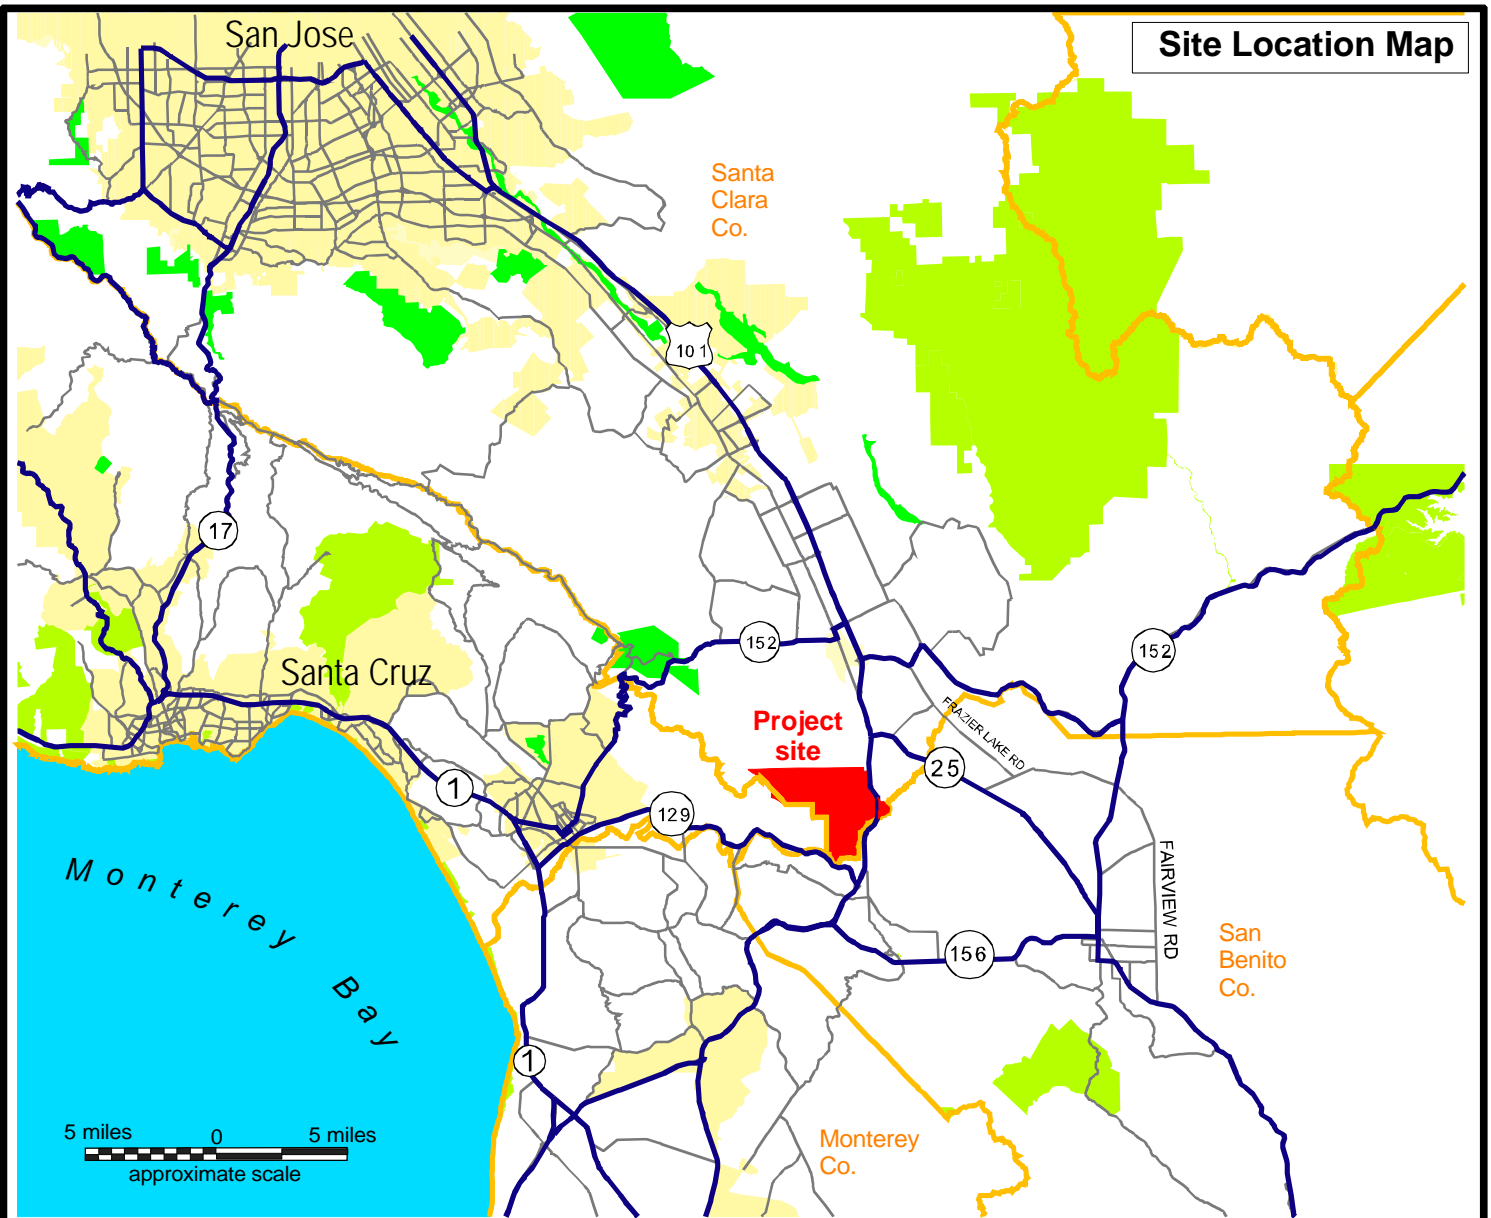 Site Location Map
San Jose
Santa
Clara
Co.
101
17
152
152
Santa Cruz
Project
site
FRAZIER LAKE RD
25
1
129
FAIRVIEW RD
Monterey Bay
San
Benito
Co.
156
1
5 miles 0 5 miles
approximate scale
Monterey
Co.